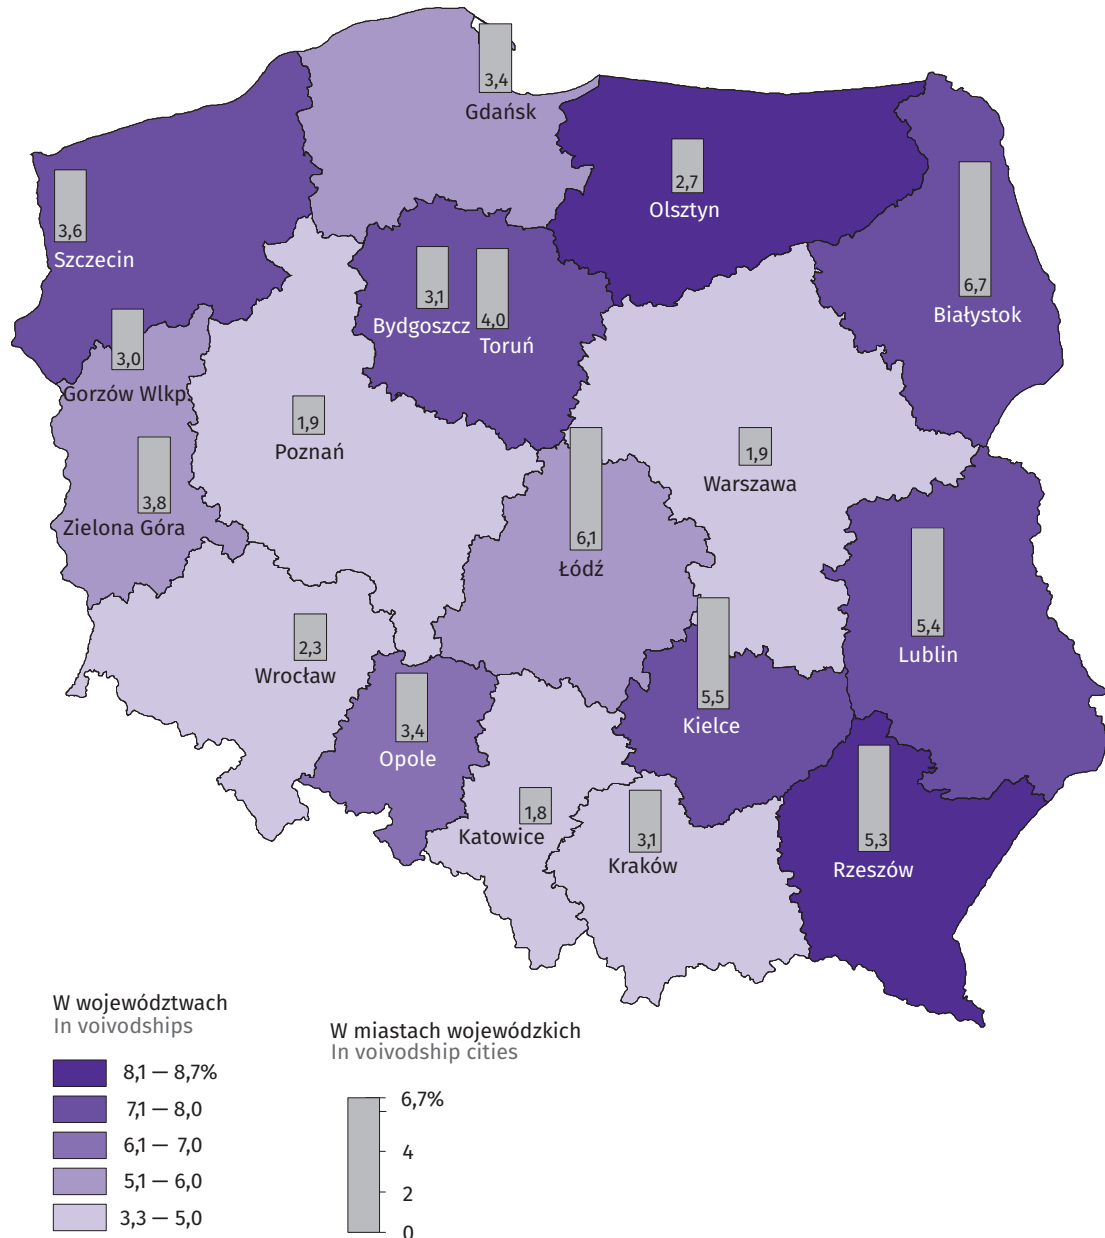 3,4
Gdańsk
2,7
Olsztyn
3,6
Szczecin
6,7
Białystok
3,1
Bydgoszcz
4,0
Toruń
3,0
Gorzów Wlkp.
1,9
Poznań
1,9
Warszawa
3,8
Zielona Góra
6,1
Łódź
5,4
Lublin
2,3
Wrocław
5,5
Kielce
3,4
Opole
1,8
Katowice
3,1
Kraków
5,3
Rzeszów
W województwach
In voivodships
8,1 — 8,7%
7,1 — 8,0
6,1 — 7,0
5,1 — 6,0
3,3 — 5,0
W miastach wojewódzkich
In voivodship cities
6,7%
4
2
0